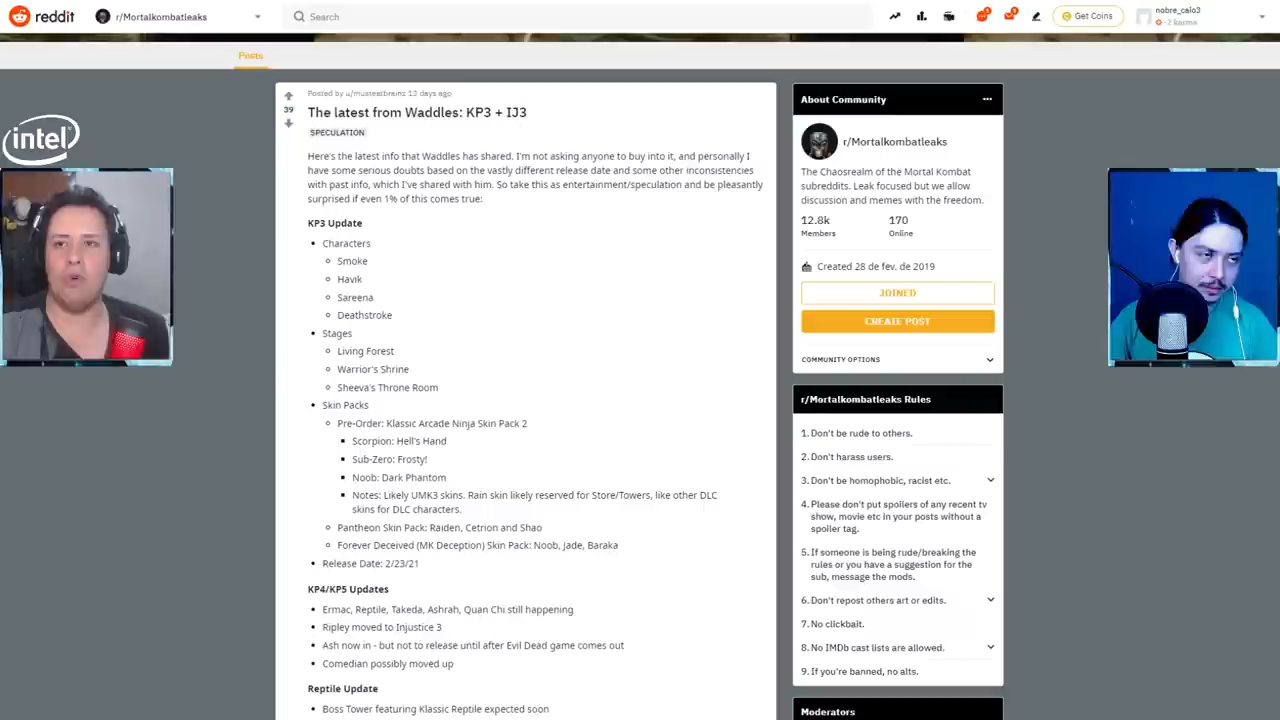 reddit
r/Mortalkombatleaks
Search
Get Coins
nobre_calo3
-2 karma
Posts
Posted by u/musteatbrainz 13 days ago
39
The latest from Waddles: KP3 + IJ3
SPECULATION
Here's the latest info that Waddles has shared. I'm not asking anyone to buy into it, and personally I
have some serious doubts based on the vastly different release date and some other inconsistencies
with past info, which I've shared with him. So take this as entertainment/speculation and be pleasantly
surprised if even 1% of this comes true:
KP3 Update
Characters
Smoke
Havik
Sareena
Deathstroke
Stages
Living Forest
Warrior's Shrine
Sheeva's Throne Room
Skin Packs
Pre-Order: Klassic Arcade Ninja Skin Pack 2
Scorpion: Hell's Hand
Sub-Zero: Frosty!
Noob: Dark Phantom
Notes: Likely UMK3 skins. Rain skin likely reserved for Store/Towers, like other DLC
skins for DLC characters.
Pantheon Skin Pack: Raiden, Cetrion and Shao
Forever Deceived (MK Deception) Skin Pack: Noob, Jade, Baraka
Release Date: 2/23/21
KP4/KP5 Updates
Ermac, Reptile, Takeda, Ashrah, Quan Chi still happening
Ripley moved to Injustice 3
Ash now in - but not to release until after Evil Dead game comes out
Comedian possibly moved up
Reptile Update
Boss Tower featuring Klassic Reptile expected soon
intel
About Community
r/Mortalkombatleaks
The Chaosrealm of the Mortal Kombat
subreddits. Leak focused but we allow
discussion and memes with the freedom.
12.8k
170
Members
Online
Created 28 de fev. de 2019
JOINED
CREATE POST
COMMUNITY OPTIONS
r/Mortalkombatleaks Rules
1. Don't be rude to others.
2. Don't harass users.
3. Don't be homophobic, racist etc.
4. Please don't put spoilers of any recent tv
show, movie etc in your posts without a
spoiler tag.
5. If someone is being rude/breaking the
rules or you have a suggestion for the
sub, message the mods.
6. Don't repost others art or edits.
7. No clickbait.
8. No IMDb cast lists are allowed.
9. If you're banned, no alts.
Moderators